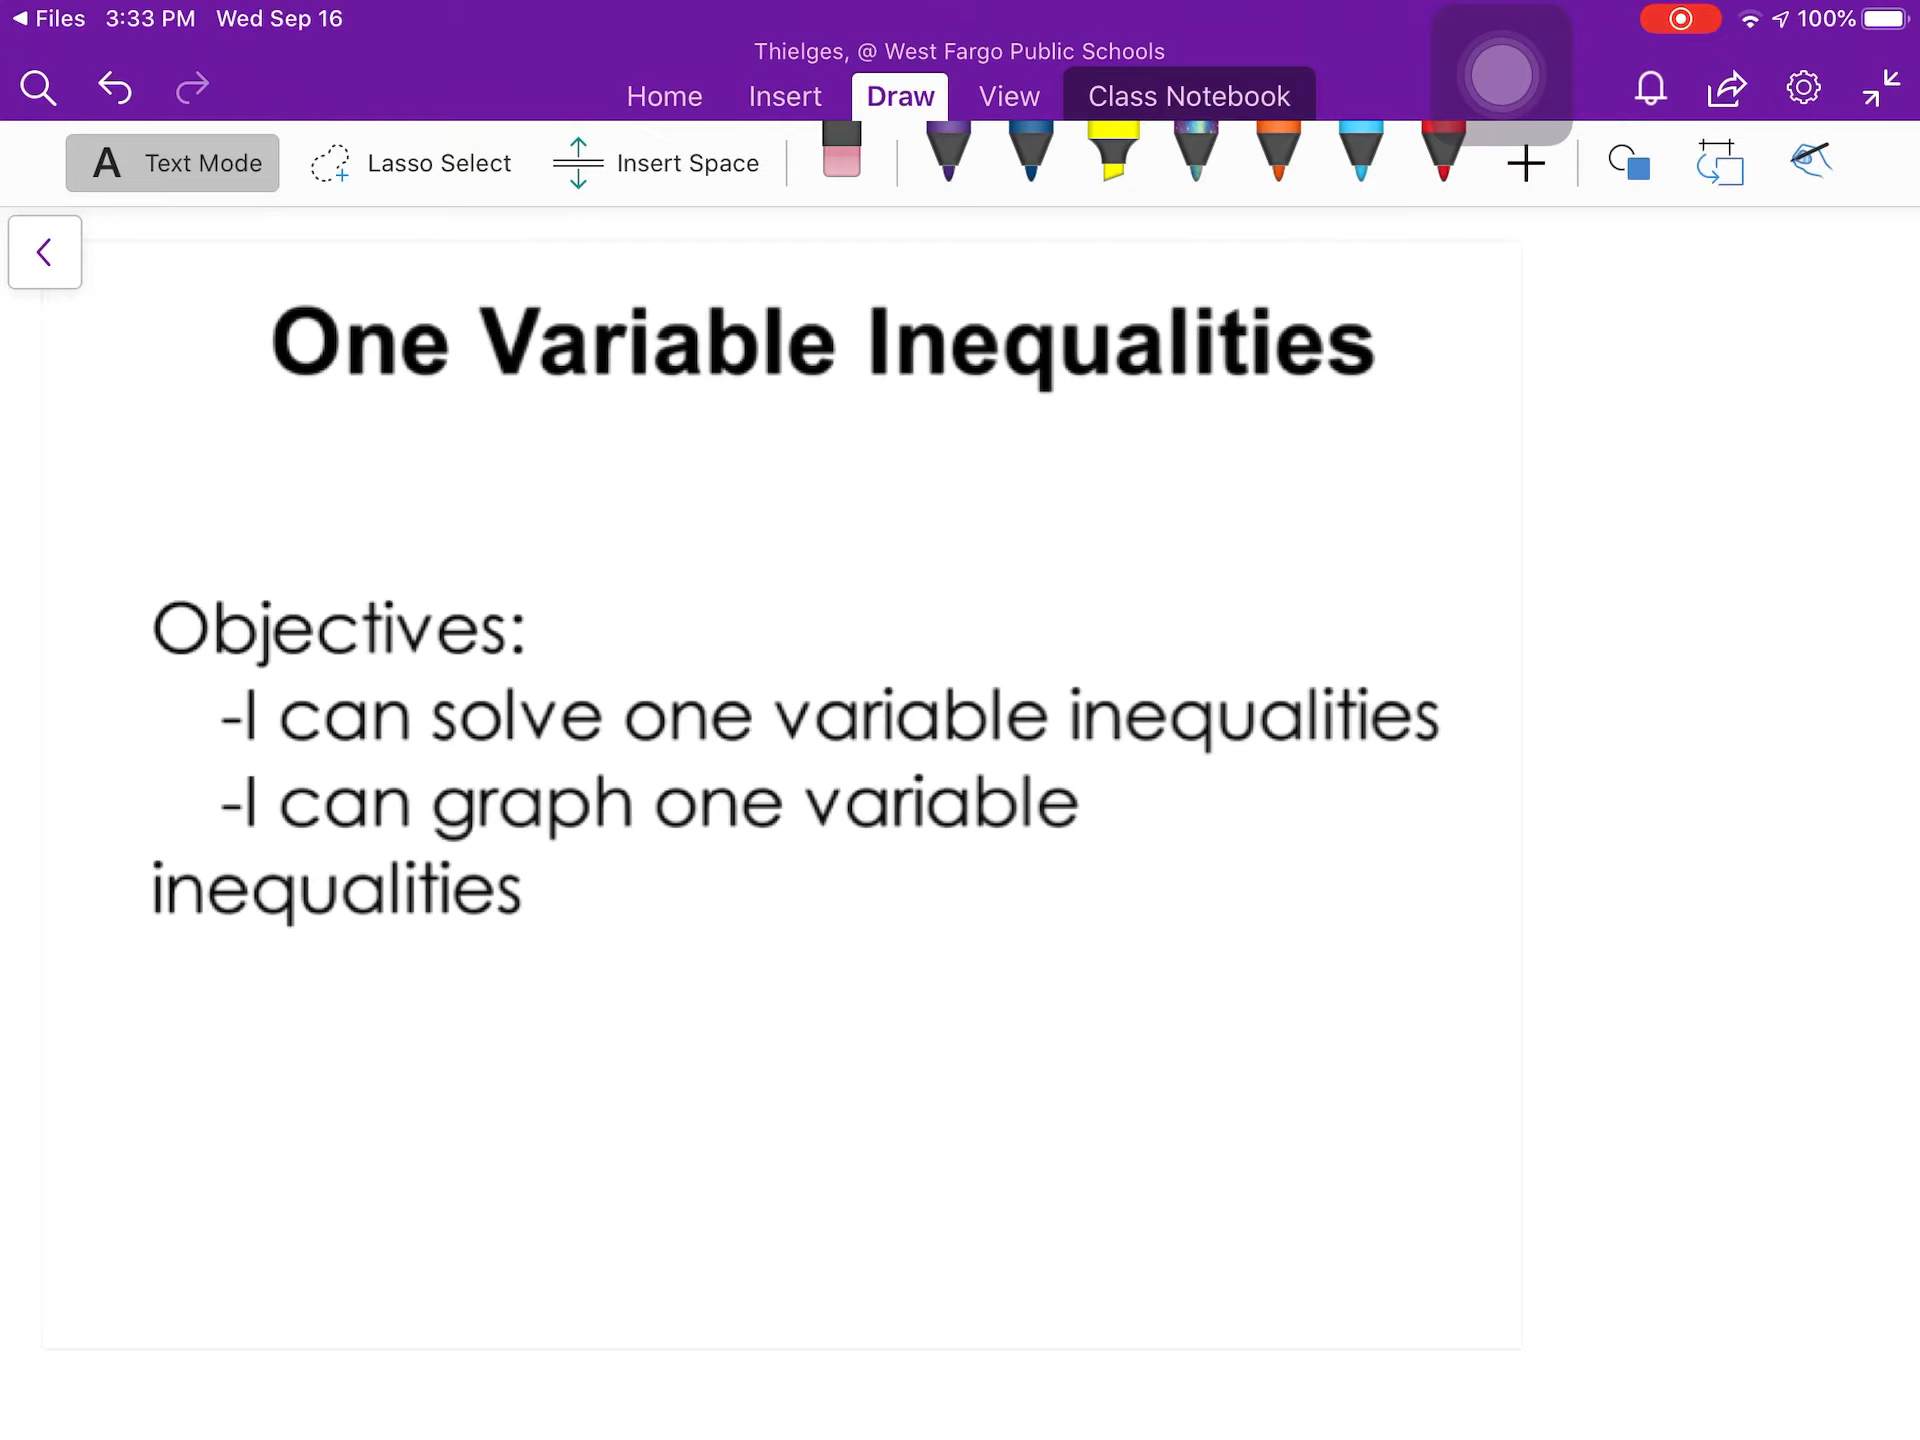 Files 3:33 PM Wed Sep 16 100%
Thielges, @ West Fargo Public Schools
Home Insert Draw View Class Notebook
A Text Mode Lasso Select Insert Space
One Variable Inequalities
Objectives:
-I can solve one variable inequalities
-I can graph one variable
inequalities